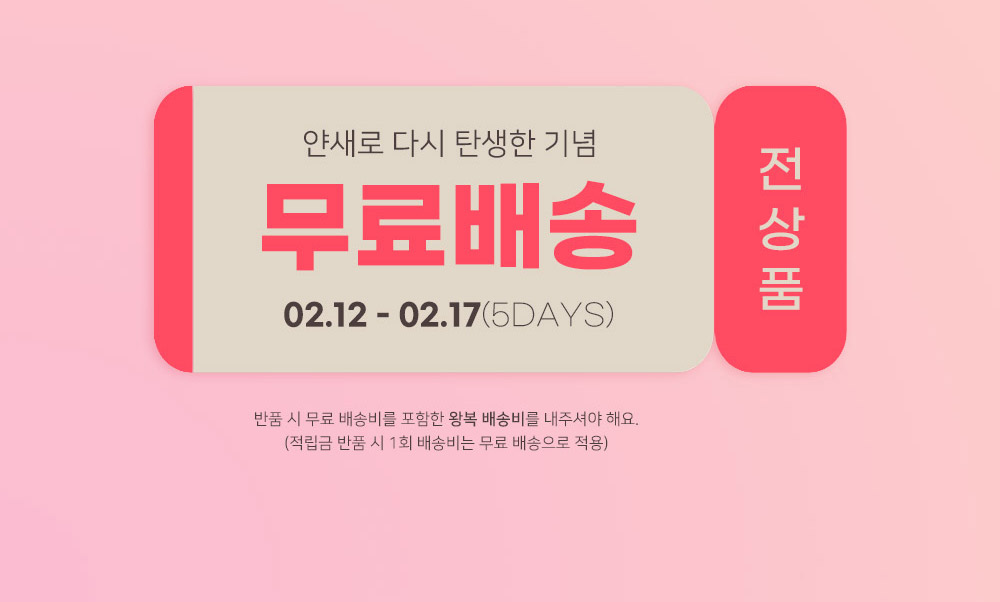 얀새로 다시 탄생한 기념
무료배송
02.12 - 02.17(5DAYS)
전상품
반품 시 무료 배송비를 포함한 왕복 배송비를 내주셔야 해요.
(적립금 반품 시 1회 배송비는 무료 배송으로 적용)